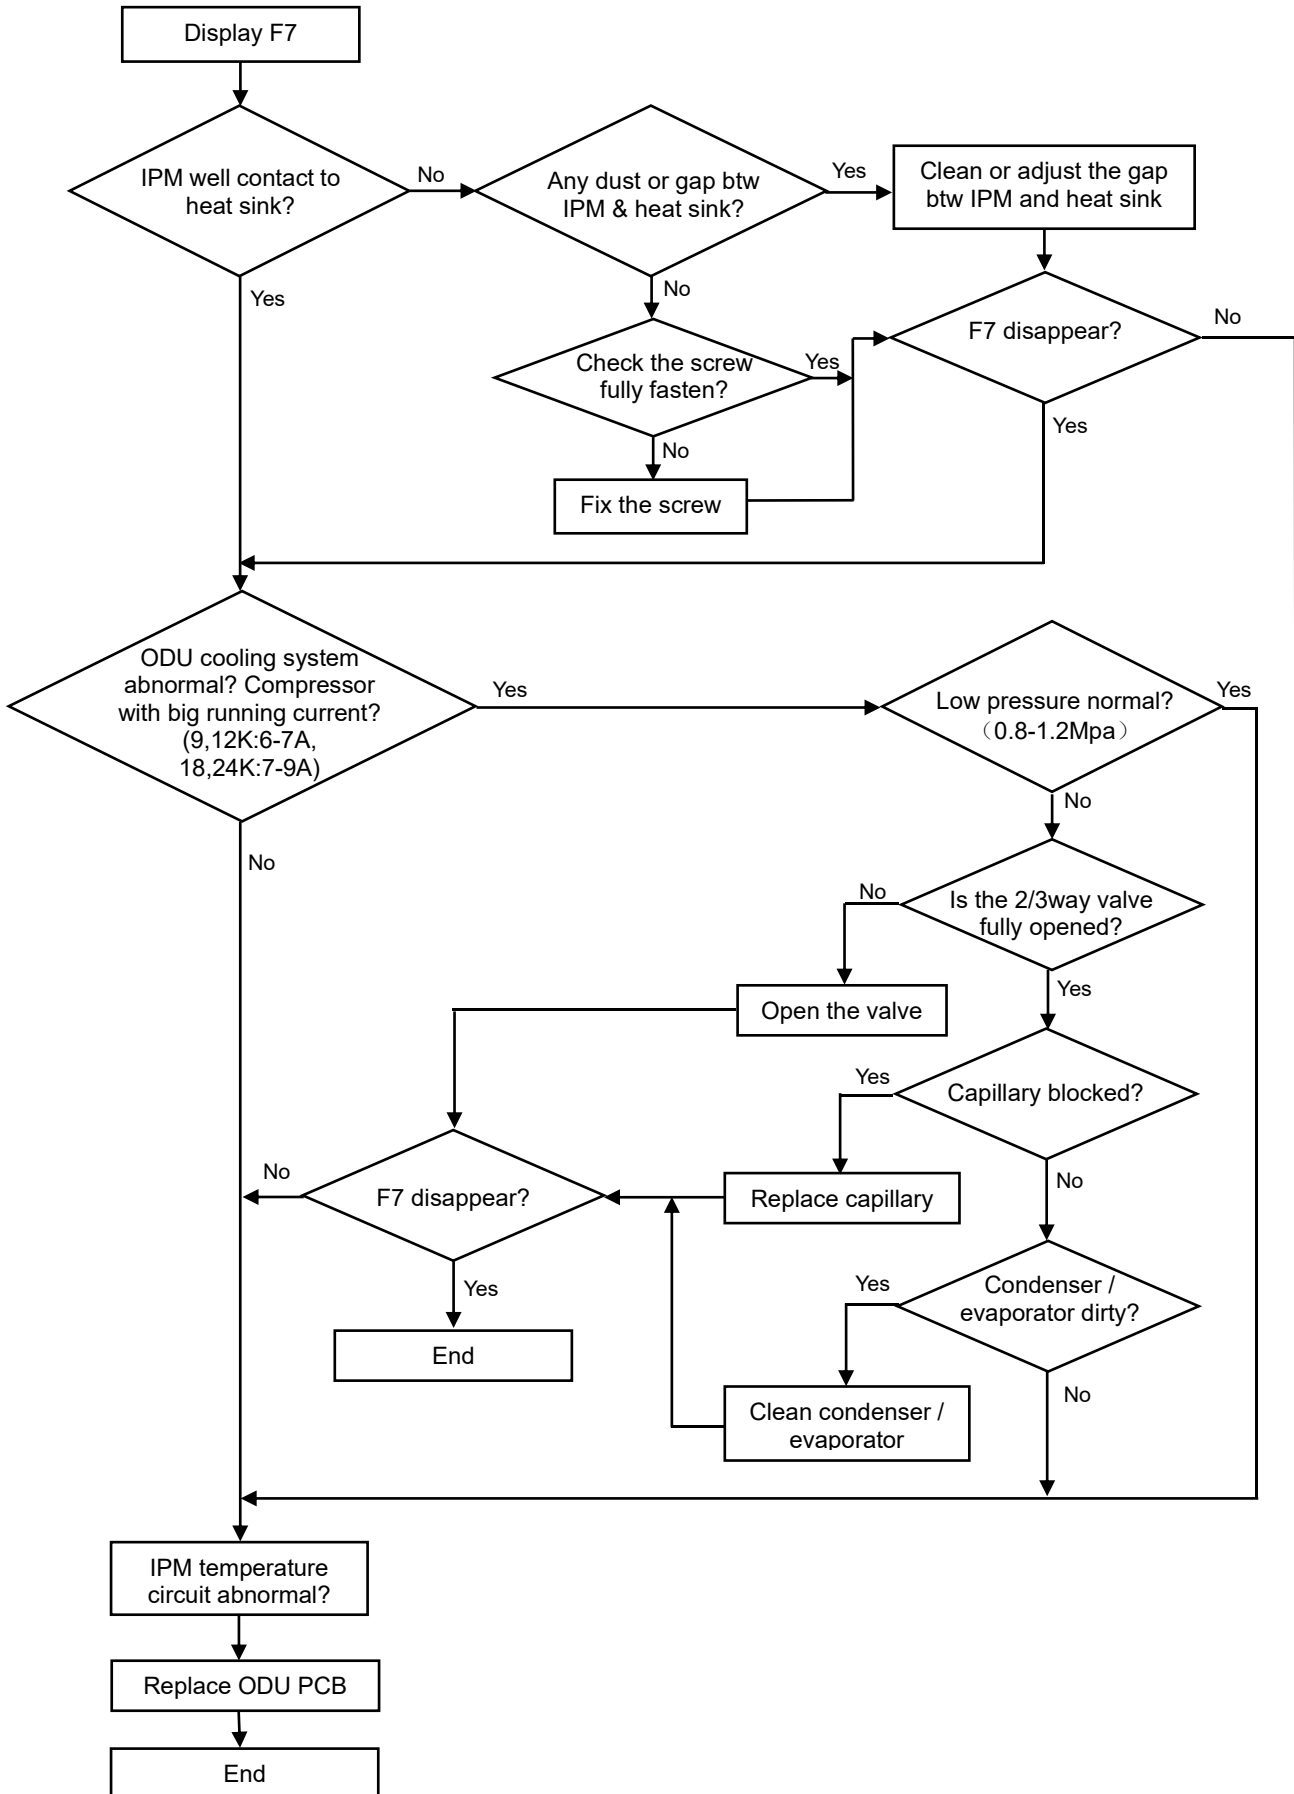 Display F7
IPM well contact to
heat sink?
No
Any dust or gap btw
IPM & heat sink?
Yes
Clean or adjust the gap
btw IPM and heat sink
Yes
No
F7 disappear?
No
Check the screw
fully fasten?
Yes
Yes
No
Fix the screw
ODU cooling system
abnormal? Compressor
with big running current?
(9,12K:6-7A,
18,24K:7-9A)
Yes
Low pressure normal?
（0.8-1.2Mpa）
Yes
No
No
Is the 2/3way valve
fully opened?
No
Open the valve
Yes
Capillary blocked?
Yes
Replace capillary
No
F7 disappear?
No
Yes
End
Condenser /
evaporator dirty?
Yes
Clean condenser /
evaporator
No
IPM temperature
circuit abnormal?
Replace ODU PCB
End